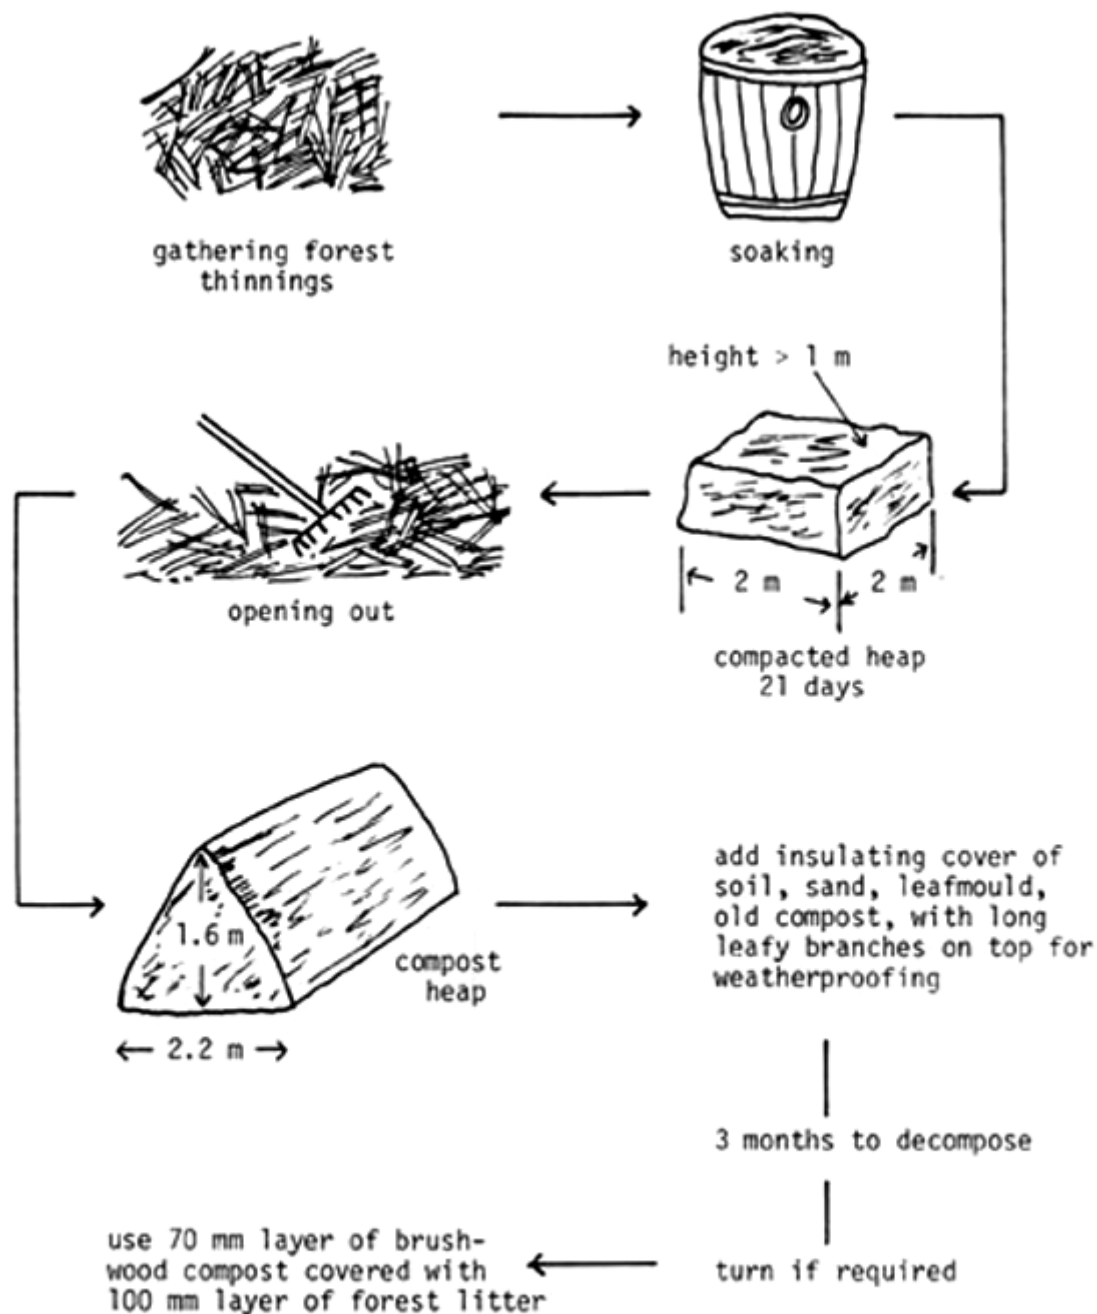 gathering forest
thinnings
soaking
height > 1 m
2 m
2 m
compacted heap
21 days
opening out
1.6 m
2.2 m
compost
heap
add insulating cover of
soil, sand, leafmould,
old compost, with long
leafy branches on top for
weatherproofing
3 months to decompose
turn if required
use 70 mm layer of brush-
wood compost covered with
100 mm layer of forest litter